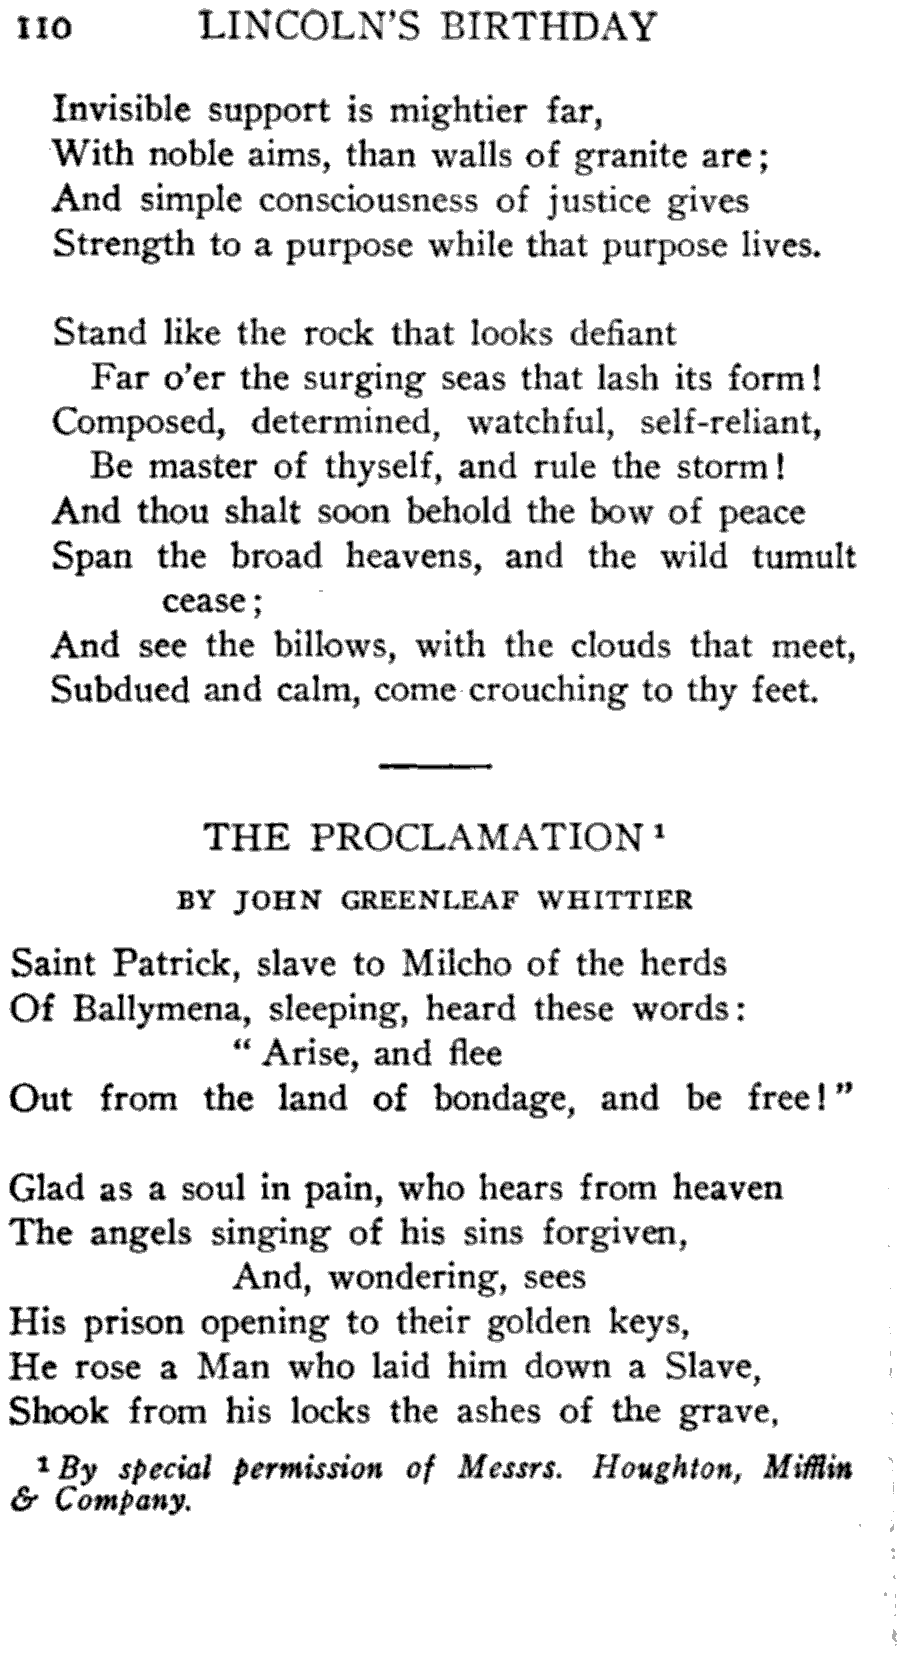 110 LINCOLN'S BIRTHDAY
Invisible support is mightier far,
With noble aims, than walls of granite are;
And simple consciousness of justice gives
Strength to a purpose while that purpose lives.
Stand like the rock that looks defiant
Far o'er the surging seas that lash its form!
Composed, determined, watchful, self-reliant,
Be master of thyself, and rule the storm!
And thou shalt soon behold the bow of peace
Span the broad heavens, and the wild tumult
cease;
And see the billows, with the clouds that meet,
Subdued and calm, come crouching to thy feet.
THE PROCLAMATION¹
BY JOHN GREENLEAF WHITTIER
Saint Patrick, slave to Milcho of the herds
Of Ballymena, sleeping, heard these words:
“Arise, and flee
Out from the land of bondage, and be free!”
Glad as a soul in pain, who hears from heaven
The angels singing of his sins forgiven,
And, wondering, sees
His prison opening to their golden keys,
He rose a Man who laid him down a Slave,
Shook from his locks the ashes of the grave,
¹ By special permission of Messrs. Houghton, Mifflin
& Company.